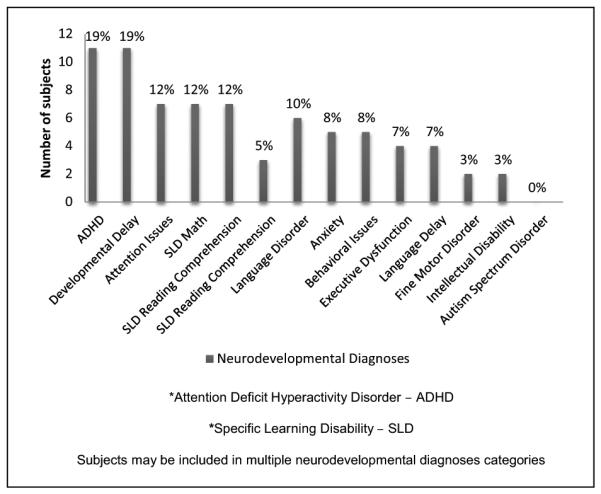 12
10
8
6
4
2
0
Number of subjects
19% 19% 12% 12% 12% 5% 10% 8% 8% 7% 7% 3% 3% 0%
ADHD
Developmental Delay
Attention Issues
SLD Math
SLD Reading Comprehension
SLD Reading Comprehension
Language Disorder
Anxiety
Behavioral Issues
Executive Dysfunction
Language Delay
Fine Motor Disorder
Intellectual Disability
Autism Spectrum Disorder
Neurodevelopmental Diagnoses
*Attention Deficit Hyperactivity Disorder – ADHD
*Specific Learning Disability – SLD
Subjects may be included in multiple neurodevelopmental diagnoses categories